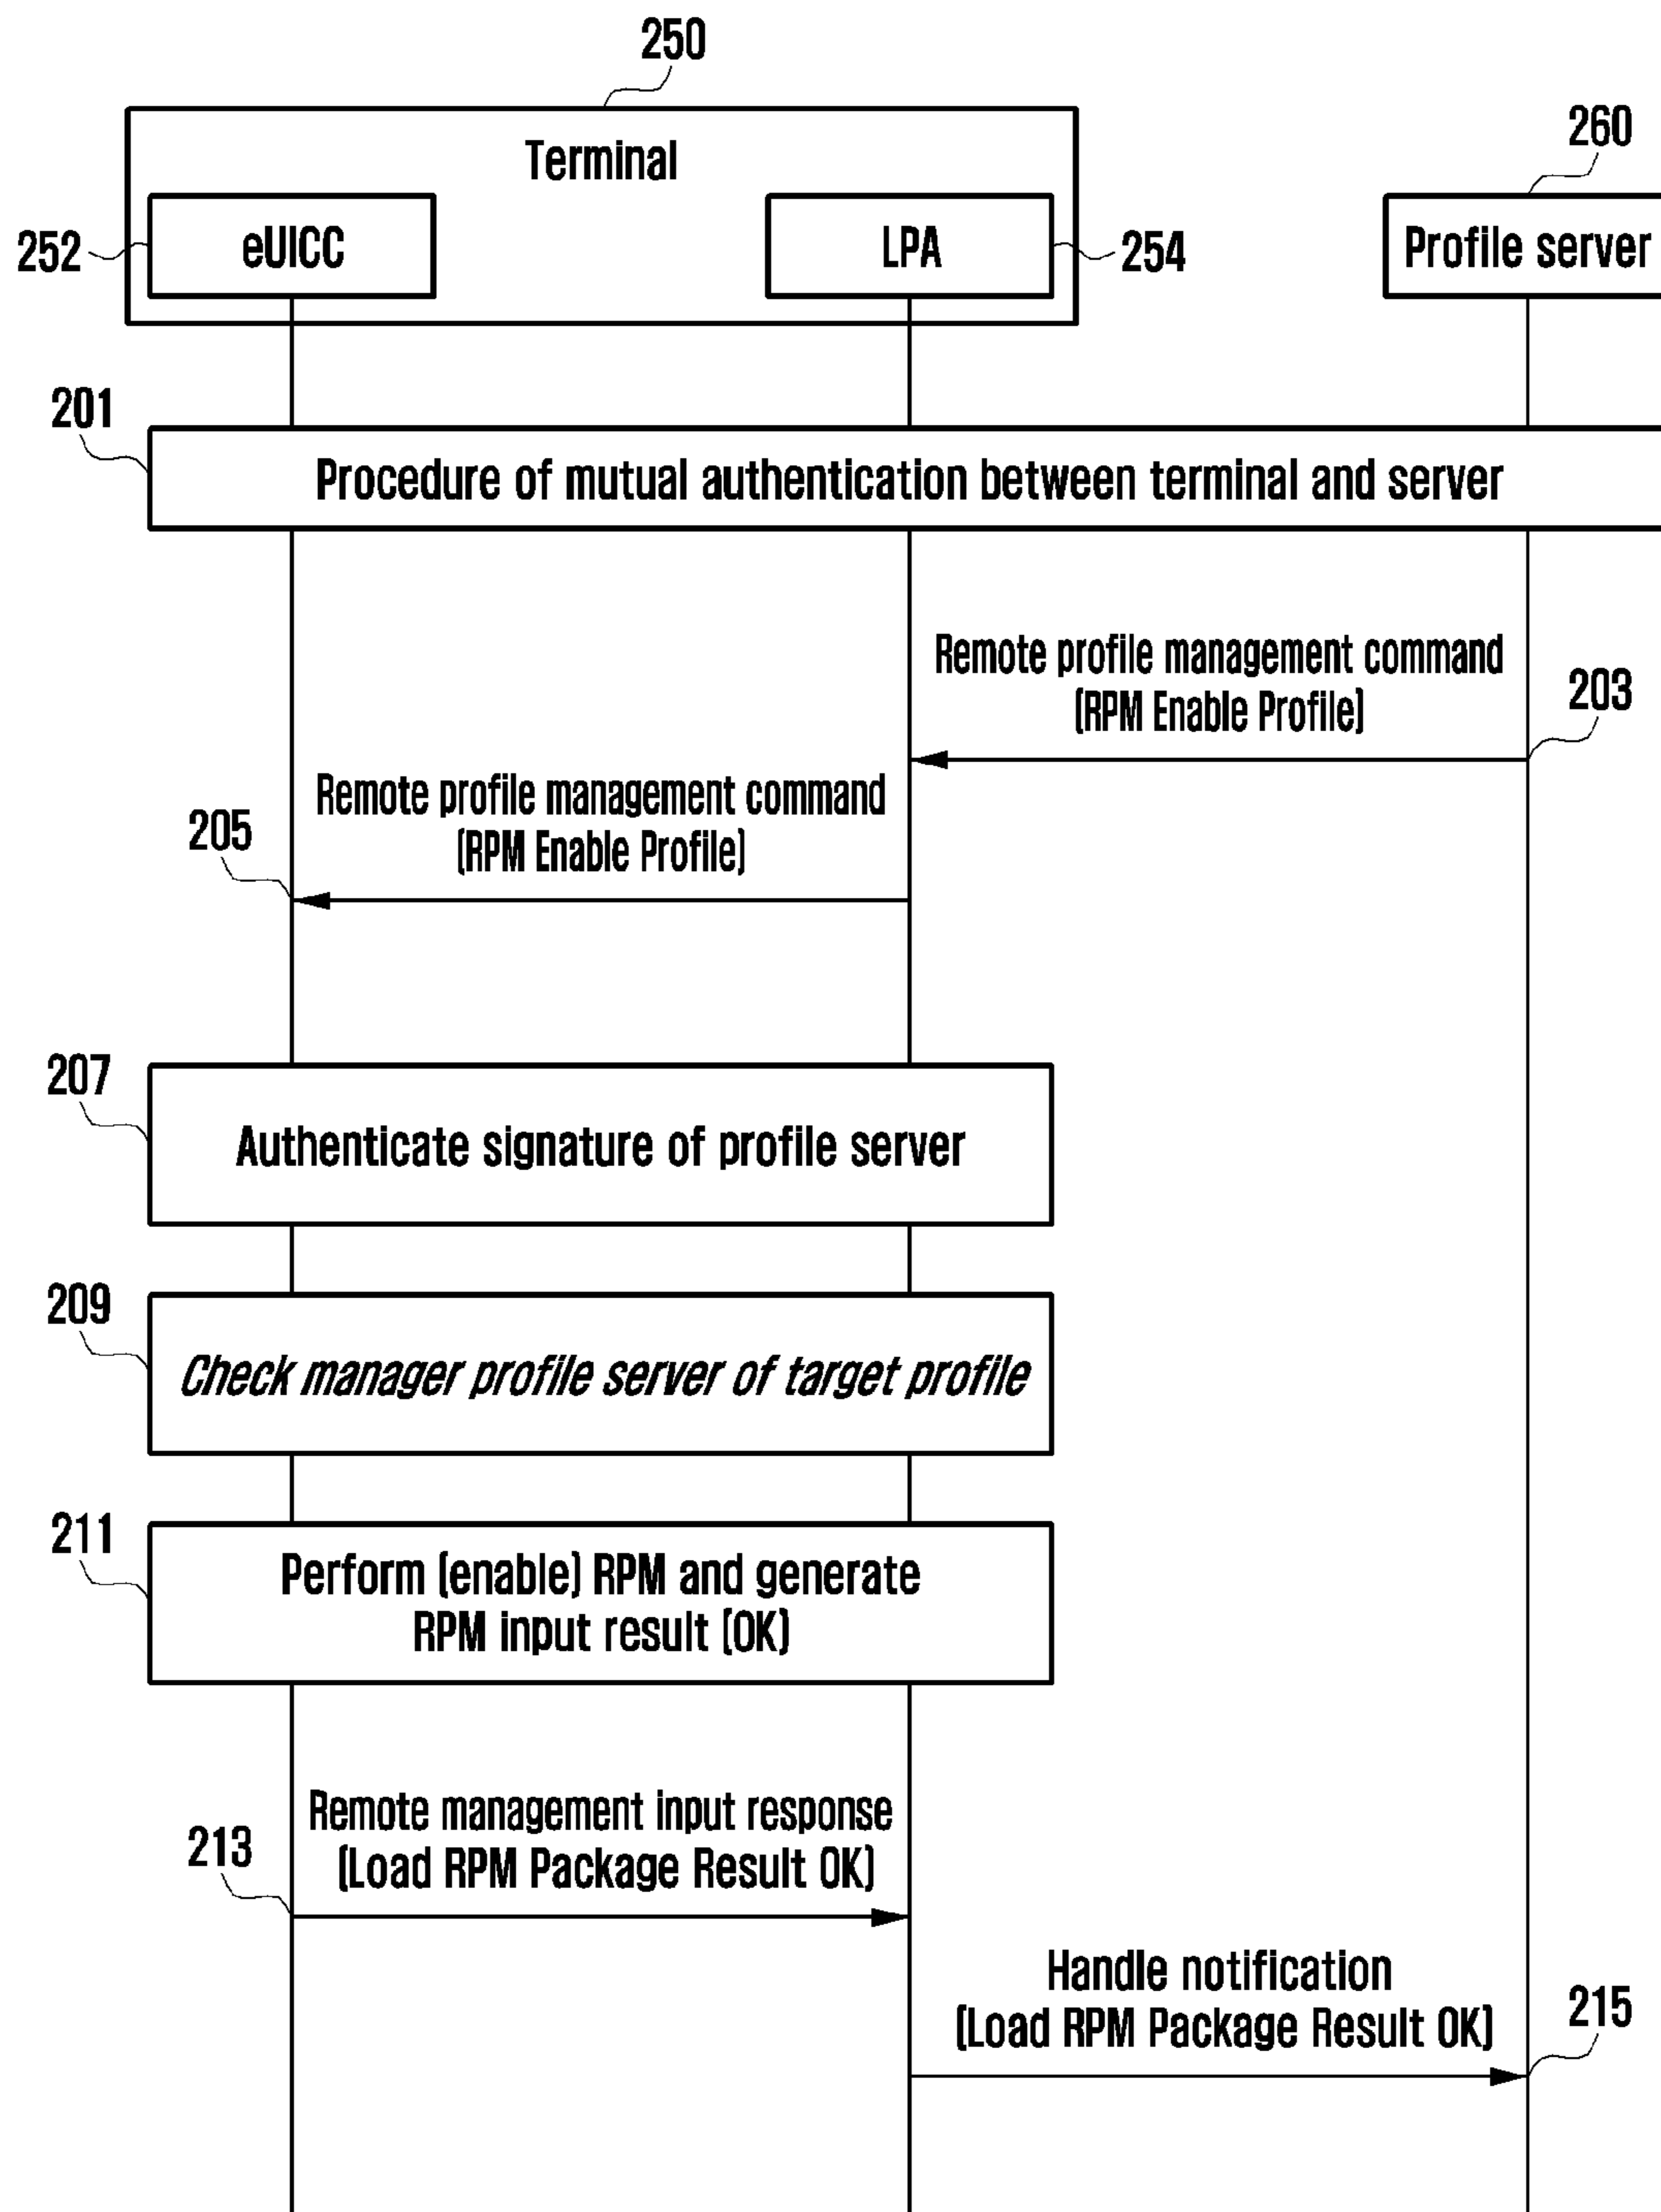 250
Terminal
260
252
eUICC
LPA
254
Profile server
201
Procedure of mutual authentication between terminal and server
Remote profile management command
(RPM Enable Profile)
203
Remote profile management command
(RPM Enable Profile)
205
207
Authenticate signature of profile server
209
Check manager profile server of target profile
211
Perform (enable) RPM and generate
RPM input result (OK)
Remote management input response
(Load RPM Package Result OK)
213
Handle notification
(Load RPM Package Result OK)
215